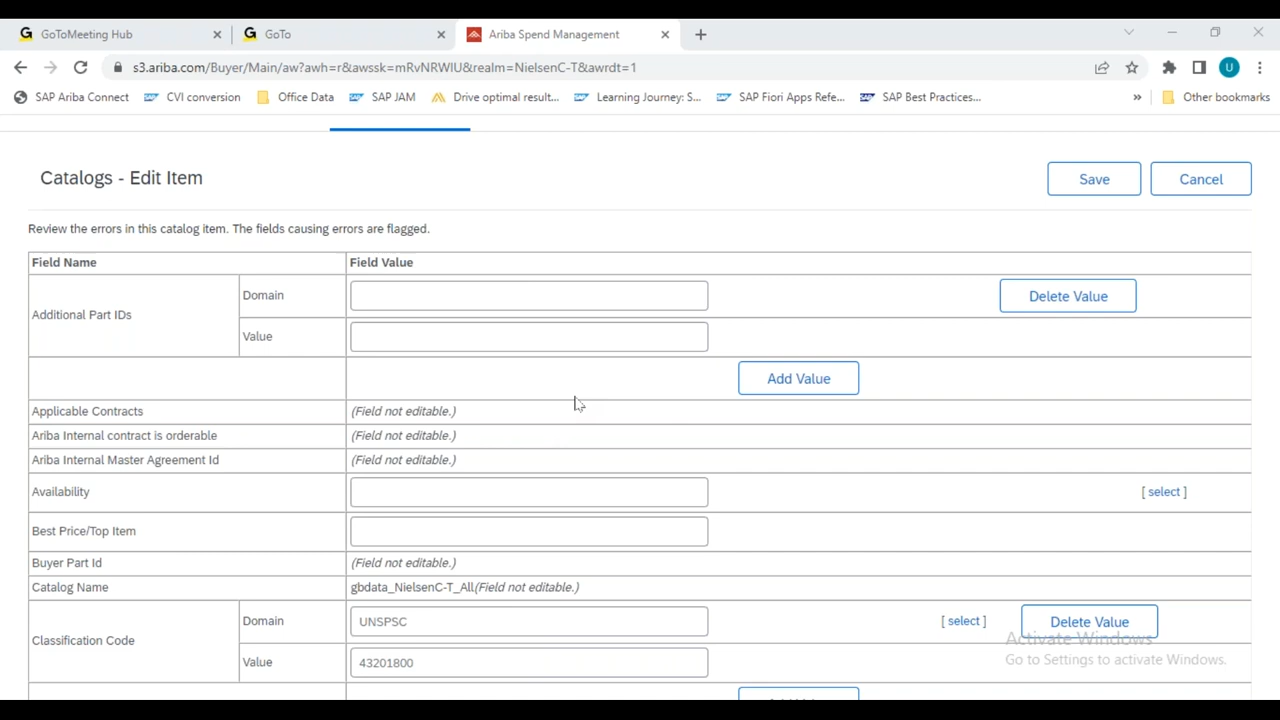 GoToMeeting Hub
GoTo
Ariba Spend Management
s3.ariba.com/Buyer/Main/aw?awh=r&awssk=mRvNRWIU&realm=NielsenC-T&awrdt=1
U
SAP Ariba Connect
CVI conversion
Office Data
SAP JAM
Drive optimal result...
Learning Journey: S...
SAP Fiori Apps Refe...
SAP Best Practices...
»
Other bookmarks
Catalogs - Edit Item
Save
Cancel
Review the errors in this catalog item. The fields causing errors are flagged.
Field Name
Field Value
Additional Part IDs
Domain
Delete Value
Value
Add Value
Applicable Contracts
(Field not editable.)
Ariba Internal contract is orderable
(Field not editable.)
Ariba Internal Master Agreement Id
(Field not editable.)
Availability
[ select ]
Best Price/Top Item
Buyer Part Id
(Field not editable.)
Catalog Name
gbdata_NielsenC-T_All(Field not editable.)
Classification Code
Domain
UNSPSC
[ select ]
Delete Value
Value
43201800
Activate Windows
Go to Settings to activate Windows.